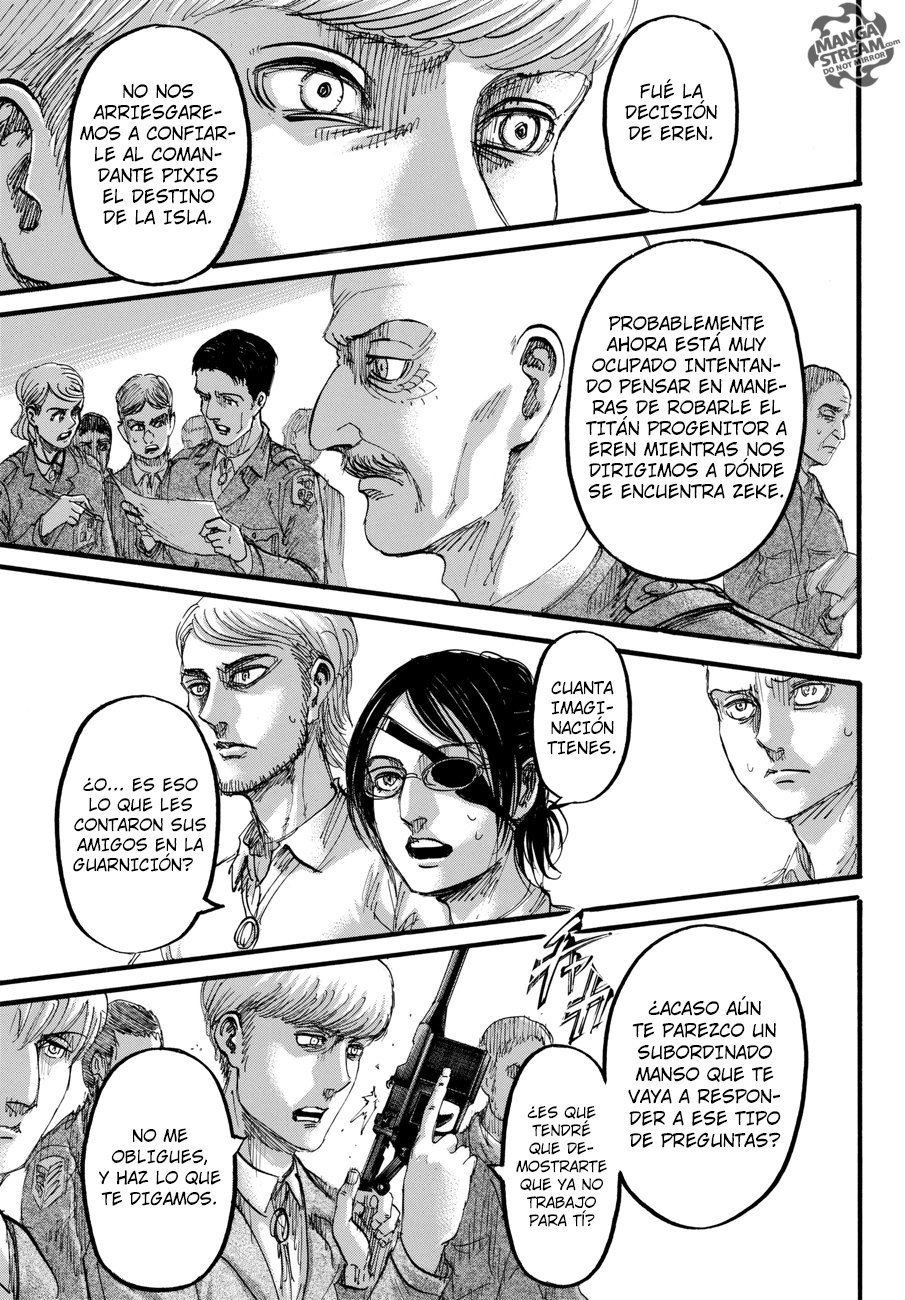 MANGA
STREAM.com
DO NOT MIRROR
FUÉ LA
DECISIÓN
DE EREN.
NO NOS
ARRIESGARE-
MOS A CONFIAR-
LE AL COMAN-
DANTE PIXIS
EL DESTINO
DE LA ISLA.
PROBABLEMENTE
AHORA ESTÁ MUY
OCUPADO INTENTAN-
DO PENSAR EN MANE-
RAS DE ROBARLE EL
TITÁN PROGENITOR A
EREN MIENTRAS NOS
DIRIGIMOS A DÓNDE
SE ENCUENTRA ZEKE.
CUANTA
IMAGI-
NACIÓN
TIENES.
¿O... ES ESO
LO QUE LES
CONTARON SUS
AMIGOS EN LA
GUARNICIÓN?
¿ACASO AÚN
TE PAREZCO UN
SUBORDINADO
MANSO QUE TE
VAYA A RESPON-
DER A ESE TIPO
DE PREGUNTAS?
¿ES QUE
TENDRÉ
QUE DE-
MOSTRARTE
QUE YA NO
TRABAJO
PARA TÍ?
NO ME
OBLIGUES,
Y HAZ LO QUE
TE DIGAMOS.